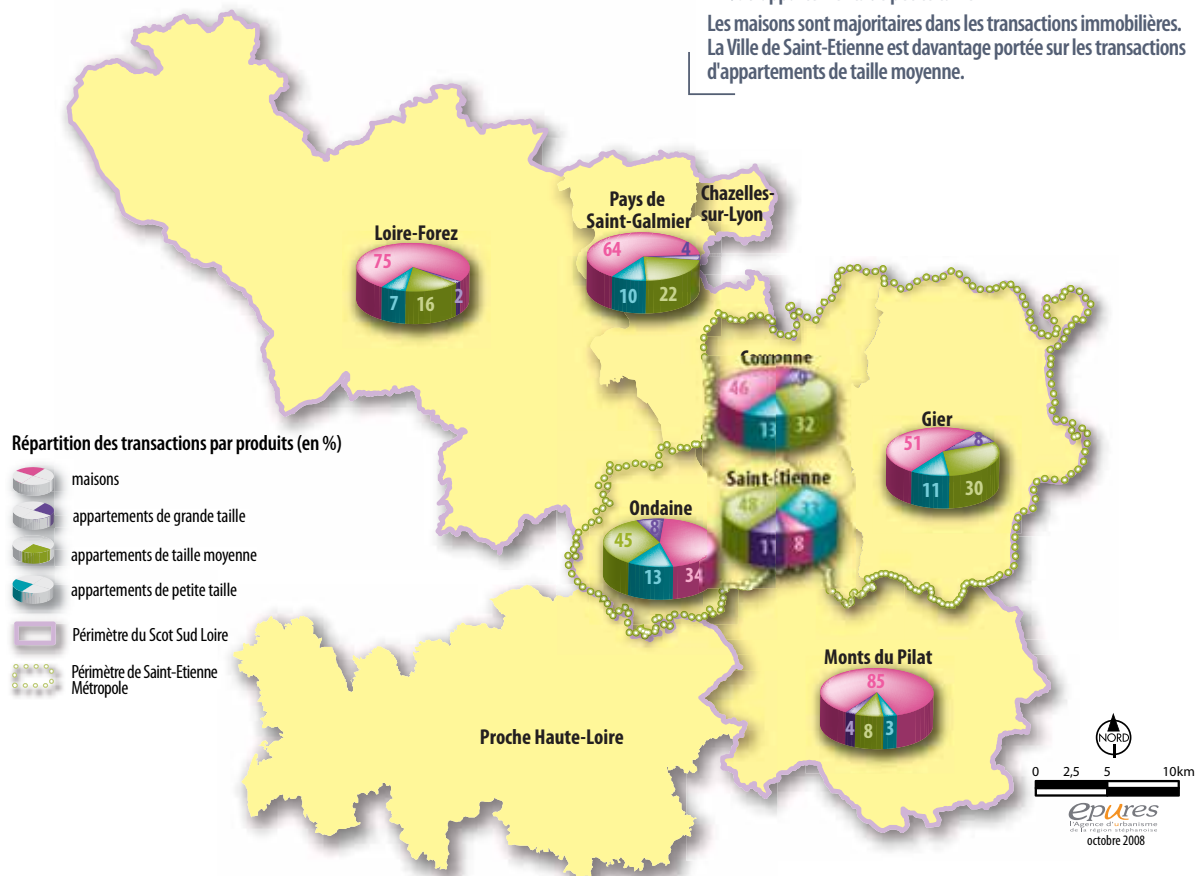 Les maisons sont majoritaires dans les transactions immobilières.
La Ville de Saint-Etienne est davantage portée sur les transactions
d'appartements de taille moyenne.
Chazelles-
sur-Lyon
Pays de
Saint-Galmier
64
4
10
22
Loire-Forez
75
7
16
2
Couronne
46
9
13
32
Gier
51
8
11
30
Répartition des transactions par produits (en %)
maisons
appartements de grande taille
appartements de taille moyenne
appartements de petite taille
Périmètre du Scot Sud Loire
Périmètre de Saint-Etienne
Métropole
Saint-Étienne
48
33
11
8
Ondaine
45
8
13
34
Monts du Pilat
85
4
8
3
Proche Haute-Loire
NORD
0 2,5 5 10km
epures
l'Agence d'urbanisme
de la région stéphanoise
octobre 2008